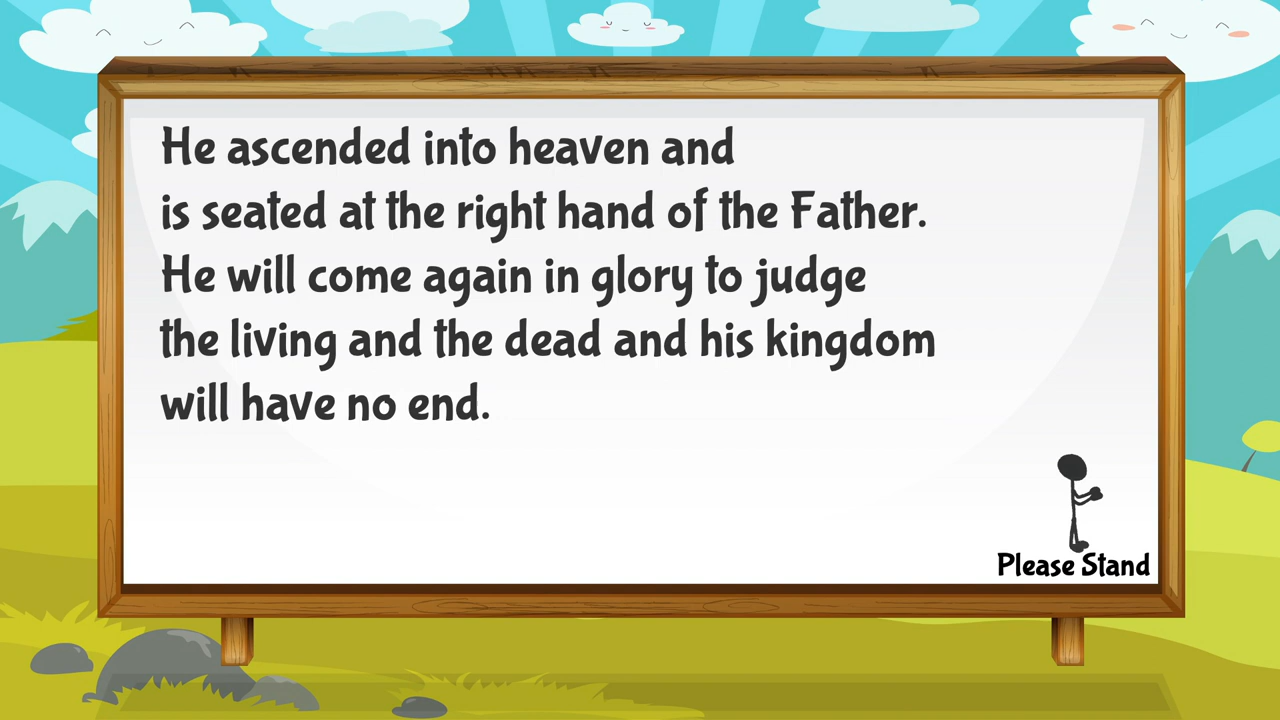 He ascended into heaven and
is seated at the right hand of the Father.
He will come again in glory to judge
the living and the dead and his kingdom
will have no end.
Please Stand